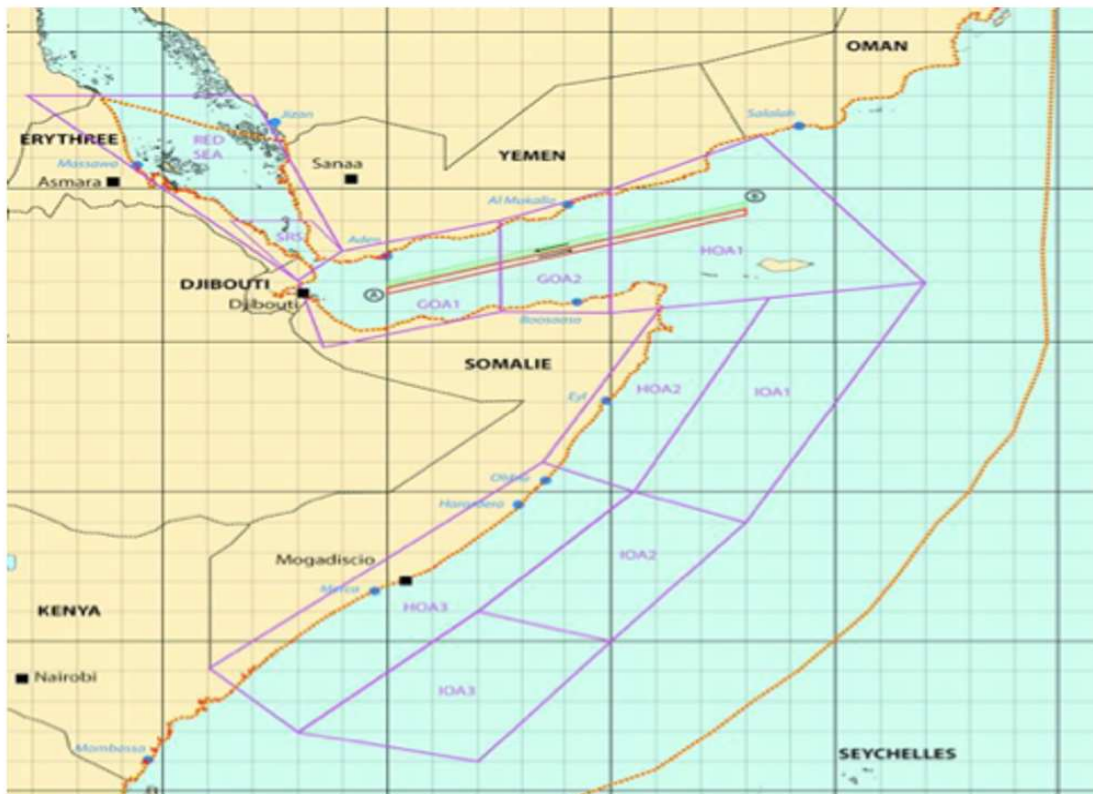 OMAN
Jizan
Salalah
ERYTHREE
RED
SEA
Sanaa
YEMEN
Massawa
Asmara
Al Mukalla
B
SRS
Aden
HOA1
DJIBOUTI
GOA2
A
Djibouti
GOA1
Boosaaso
SOMALIE
HOA2
IOA1
Eyl
Obbia
Harardere
Mogadiscio
IOA2
Merca
HOA3
KENYA
Nairobi
IOA3
Mombassa
SEYCHELLES